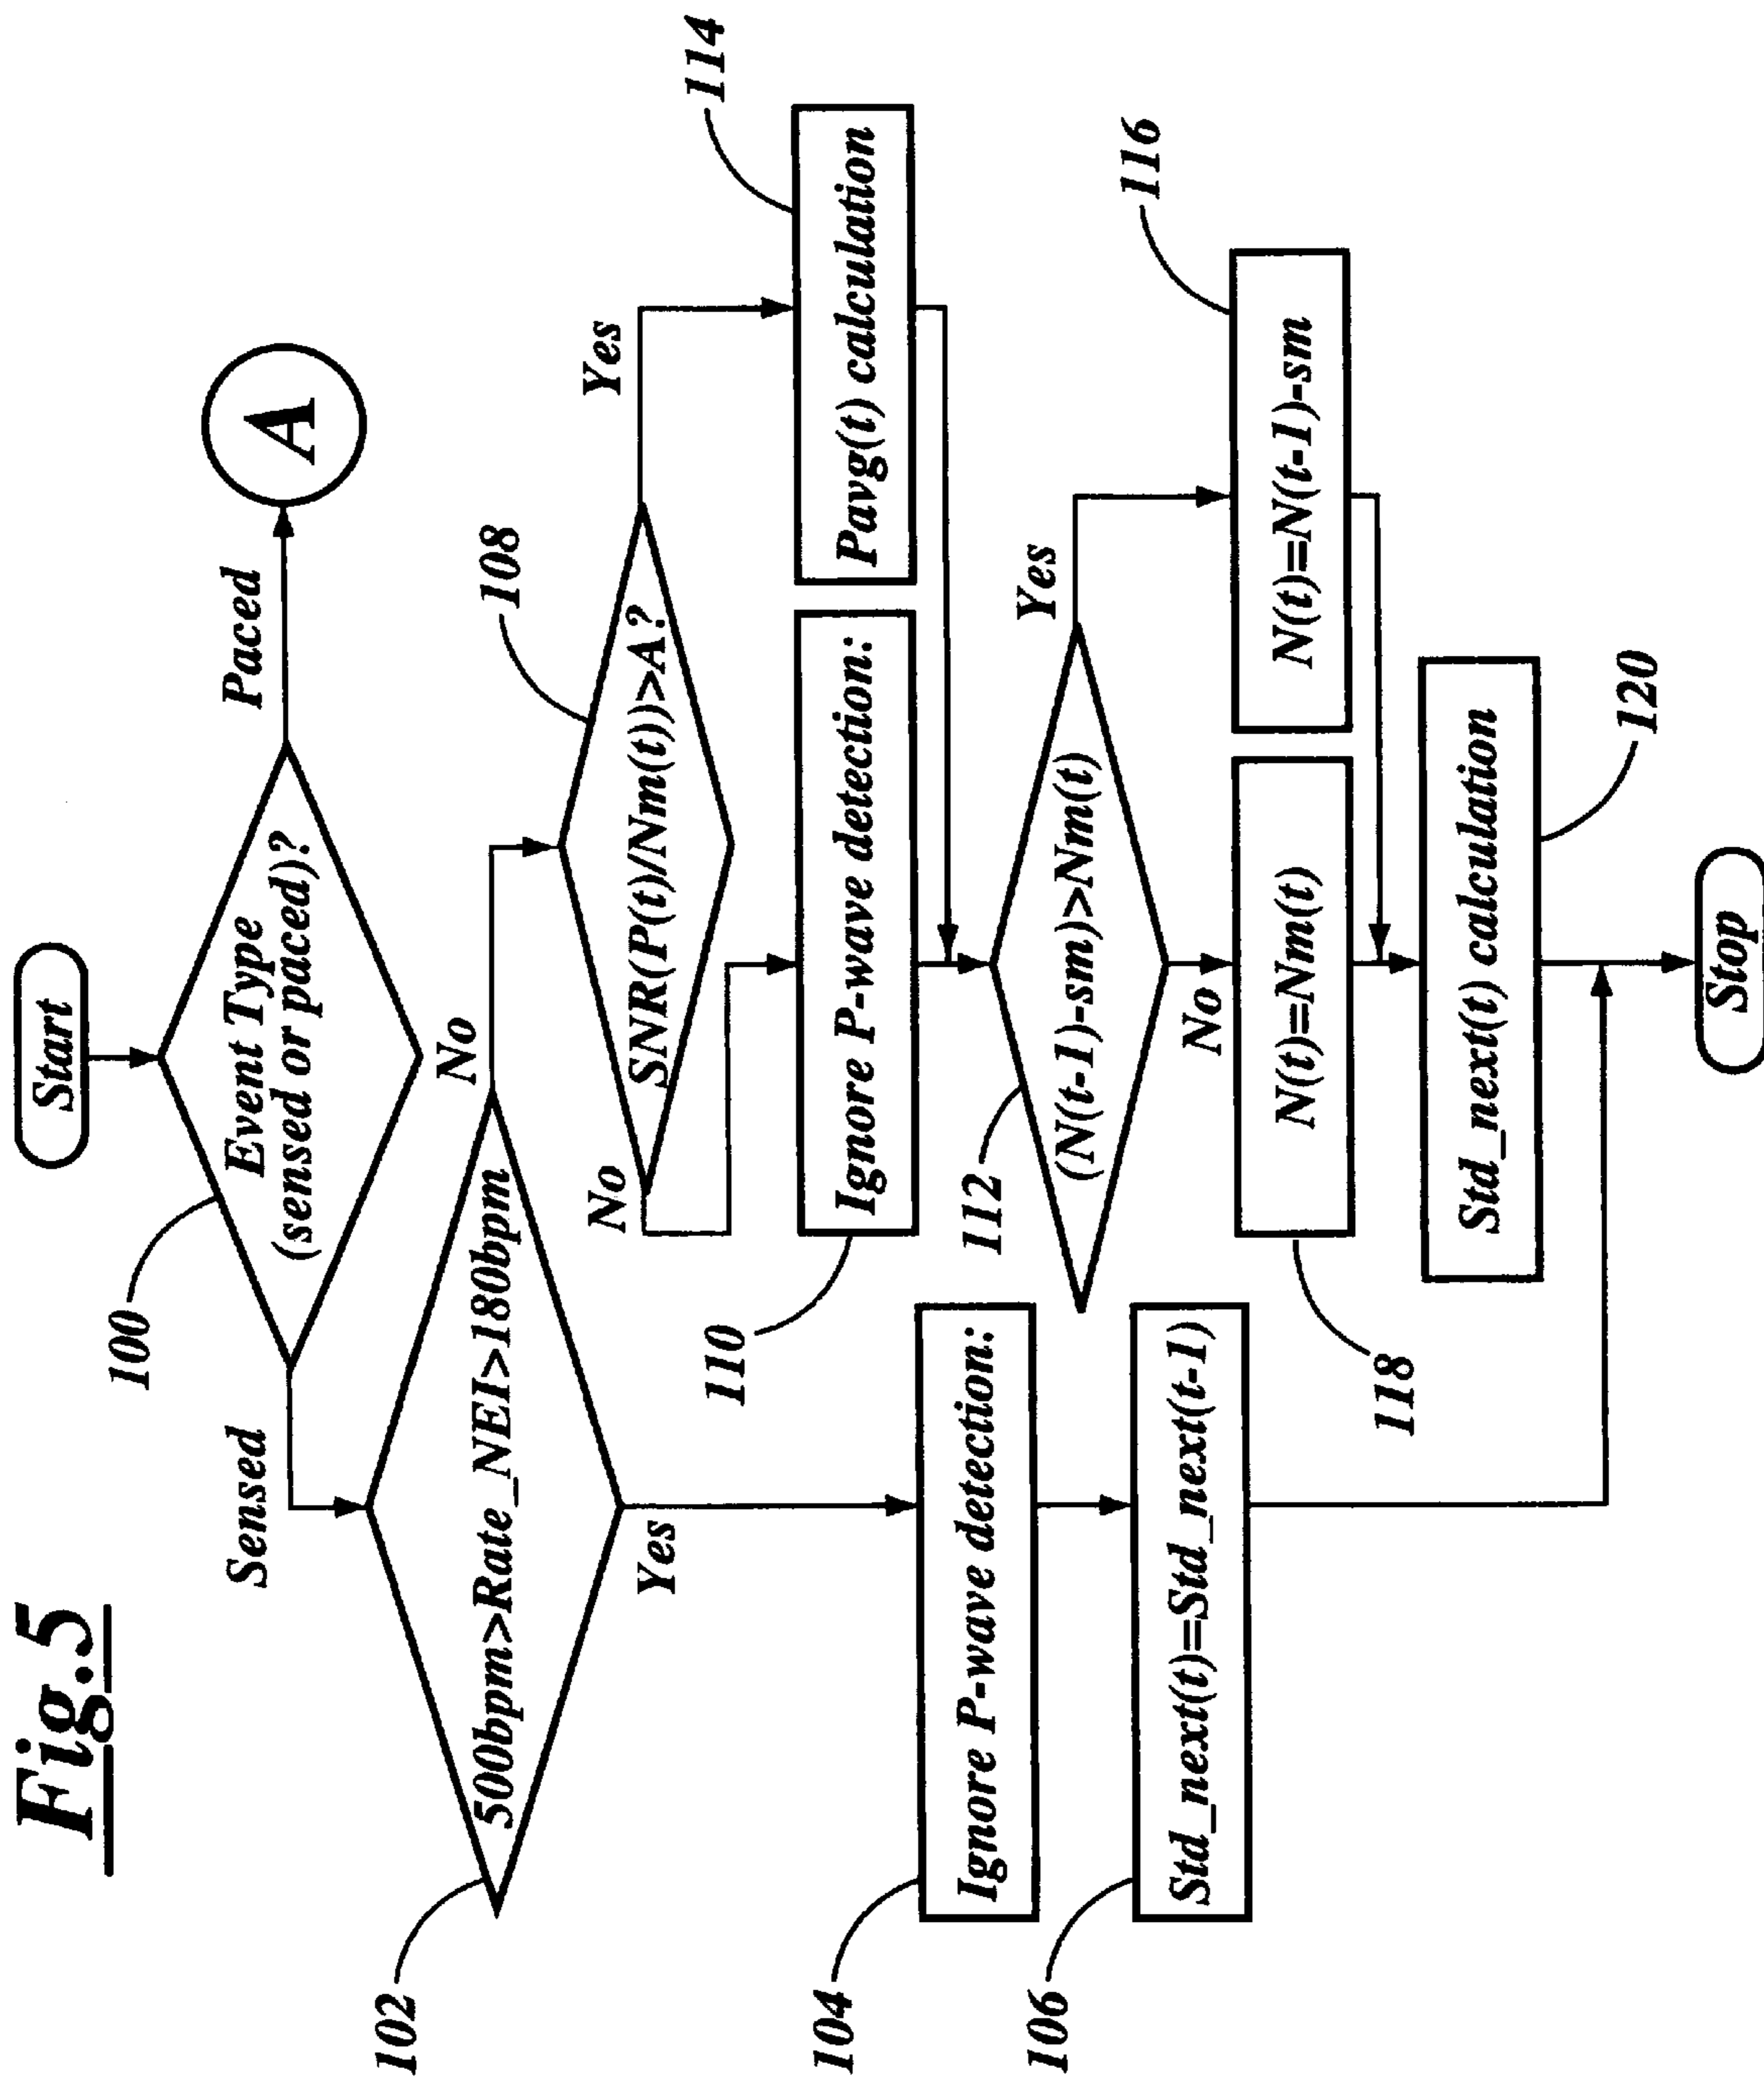 Fig.5
Start
100
Event Type
(sensed or paced)?
Sensed
Paced
A
102
500bpm>Rate_NEI>180bpm
No
Yes
108
SNR(P(t)/Nm(t))>A?
No
Yes
104
Ignore P-wave detection:
110
Ignore P-wave detection:
114
Pavg(t) calculation
106
Std_next(t)=Std_next(t-1)
112
(N(t-1)-sm)>Nm(t)
Yes
No
118
N(t)=Nm(t)
116
N(t)=N(t-1)-sm
Std_next(t) calculation
120
Stop